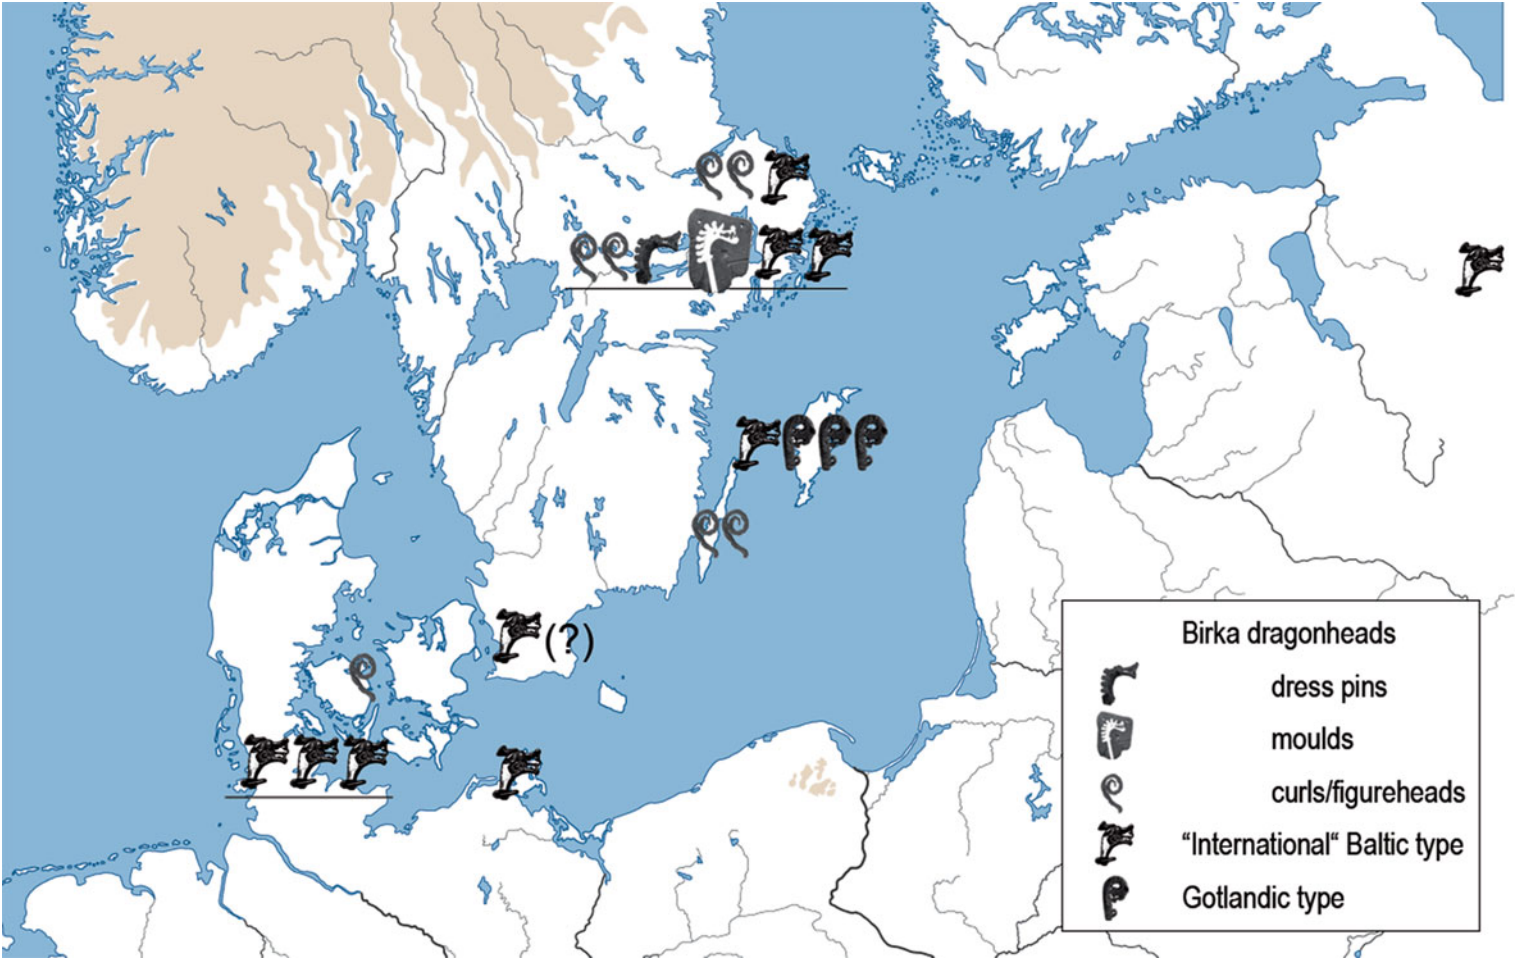 (?)
Birka dragonheads
dress pins
moulds
curls/figureheads
“International“ Baltic type
Gotlandic type